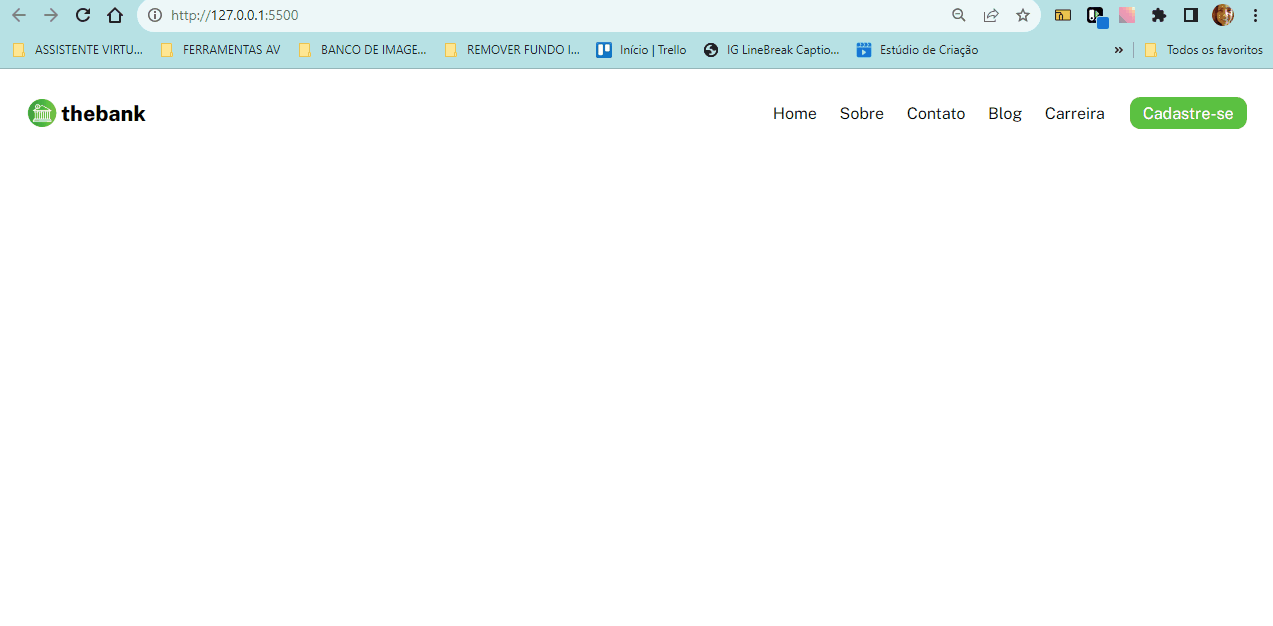 http://127.0.0.1:5500
ASSISTENTE VIRTU... FERRAMENTAS AV BANCO DE IMAGE... REMOVER FUNDO I... Início | Trello IG LineBreak Captio... Estúdio de Criação » Todos os favoritos
thebank Home Sobre Contato Blog Carreira Cadastre-se